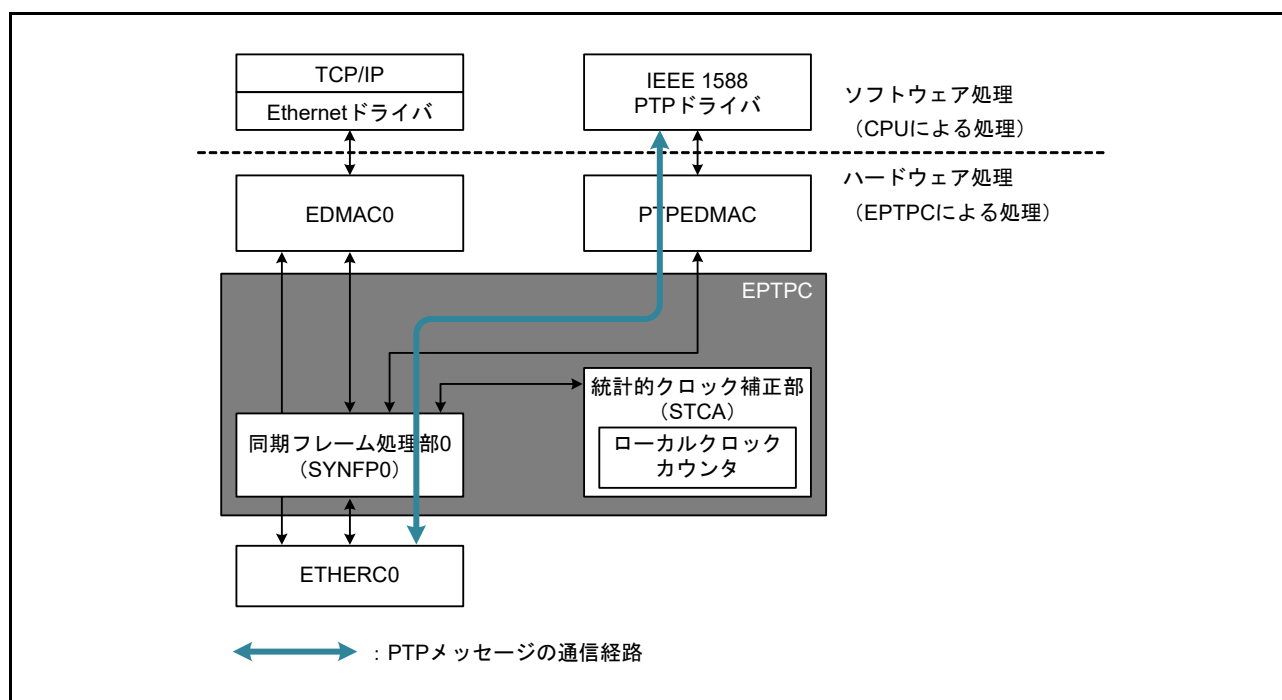 TCP/IP
Ethernetドライバ
IEEE 1588
PTPドライバ
ソフトウェア処理
（CPUによる処理）
ハードウェア処理
（EPTPCによる処理）
EDMAC0
PTPEDMAC
EPTPC
同期フレーム処理部0
（SYNFP0）
統計的クロック補正部
（STCA）
ローカルクロック
カウンタ
ETHERC0
：PTPメッセージの通信経路